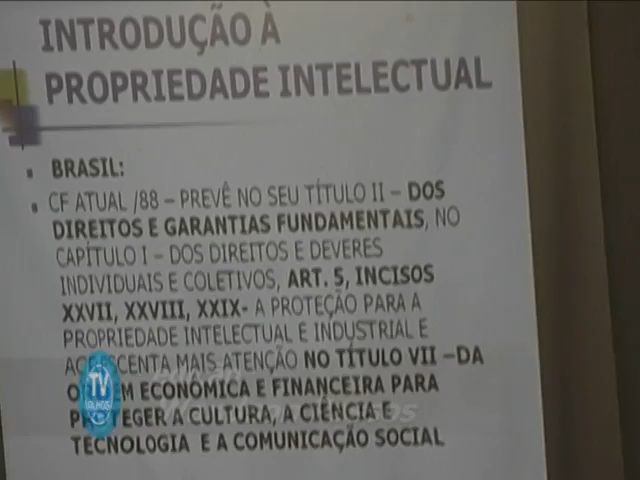 INTRODUÇÃO À
PROPRIEDADE INTELECTUAL
BRASIL:
CF ATUAL /88 – PREVÊ NO SEU TÍTULO II – DOS
DIREITOS E GARANTIAS FUNDAMENTAIS, NO
CAPÍTULO I – DOS DIREITOS E DEVERES
INDIVIDUAIS E COLETIVOS, ART. 5, INCISOS
XXVII, XXVIII, XXIX- A PROTEÇÃO PARA A
PROPRIEDADE INTELECTUAL E INDUSTRIAL E
MAIS ATENÇÃO NO TÍTULO VII –DA
ECONÔMICA E FINANCEIRA PARA
A CULTURA, A CIÊNCIA E
TECNOLOGIA E A COMUNICAÇÃO SOCIAL
TV